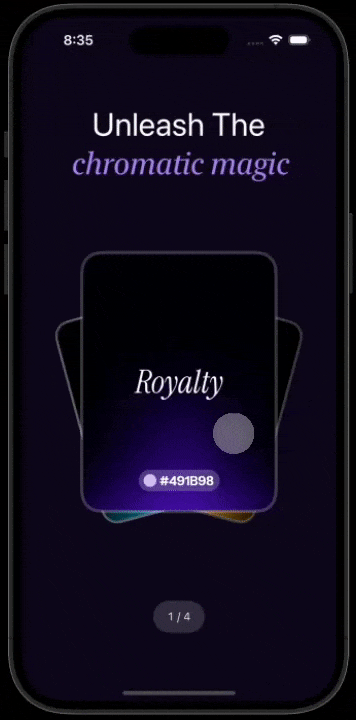 8:35
Unleash The
chromatic magic
Royalty
#491B98
1 / 4